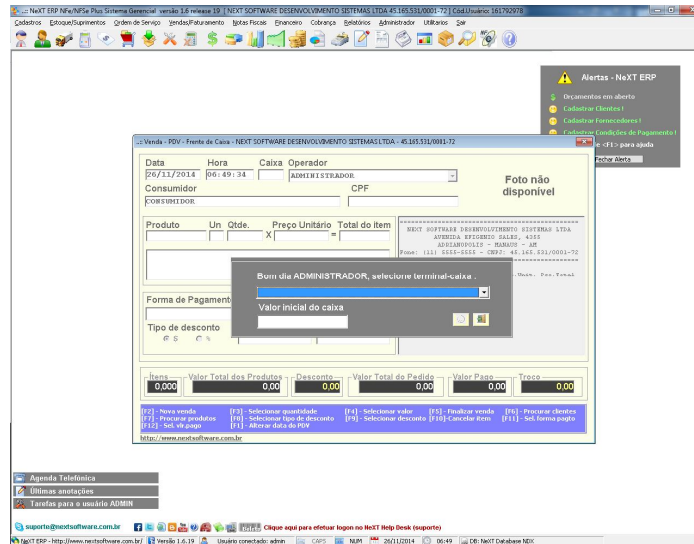 ..:: NeXT ERP NFe/NFSe Plus Sistema Gerencial versão 1.6 release 19 [ NEXT SOFTWARE DESENVOLVIMENTO SISTEMAS LTDA 45.165.531/0001-72 ] Cód.Usuário: 161792978
Cadastros Estoque/Suprimentos Ordem de Serviço Vendas/Faturamento Notas Fiscais Financeiro Cobrança Relatórios Administrador Utilitários Sair
Alertas - NeXT ERP
Orçamentos em aberto
Cadastrar Clientes !
Cadastrar Fornecedores !
Cadastrar Condições de Pagamento !
e <F1> para ajuda
Fechar Alerta
..:: Venda - PDV - Frente de Caixa - NEXT SOFTWARE DESENVOLVIMENTO SISTEMAS LTDA - 45.165.531/0001-72
Data Hora Caixa Operador
26/11/2014 06:49:34 ADMINISTRADOR
Foto não disponível
Consumidor CPF
CONSUMIDOR
Produto Un Qtde. Preço Unitário Total do item
X =
NEXT SOFTWARE DESENVOLVIMENTO SISTEMAS LTDA
AVENIDA EFIGENIO SALES, 4388
ADRIANOPOLIS - MANAUS - AM
Fone: (11) 5555-5555 - CNPJ: 45.165.531/0001-72
Bom dia ADMINISTRADOR, selecione terminal-caixa :
Valor inicial do caixa
Forma de Pagamento
Tipo de desconto
$ %
Ítens Valor Total dos Produtos Desconto Valor Total do Pedido Valor Pago Troco
0,000 0,00 0,00 0,00 0,00 0,00
[F2] - Nova venda [F3] - Selecionar quantidade [F4] - Selecionar valor [F5] - Finalizar venda [F6] - Procurar clientes
[F7] - Procurar produtos [F8] - Selecionar tipo de desconto [F9] - Selecionar desconto [F10]-Cancelar item [F11] - Sel. forma pagto
[F12] - Sel. vlr.pago [F1] - Alterar data do PDV
http://www.nextsoftware.com.br
Agenda Telefônica
Últimas anotações
Tarefas para o usuário ADMIN
suporte@nextsoftware.com.br Clique aqui para efetuar logon no NeXT Help Desk (suporte)
NeXT ERP - http://www.nextsoftware.com.br/ Versão 1.6.19 Usuário conectado: admin CAPS NUM 26/11/2014 06:49 DB: NeXT Database NDX